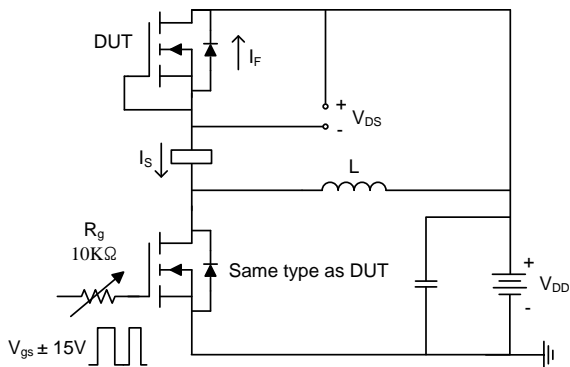 DUT
I_F
+
V_DS
-
I_S
L
R_g
10KΩ
Same type as DUT
+
V_DD
-
V_gs ± 15V